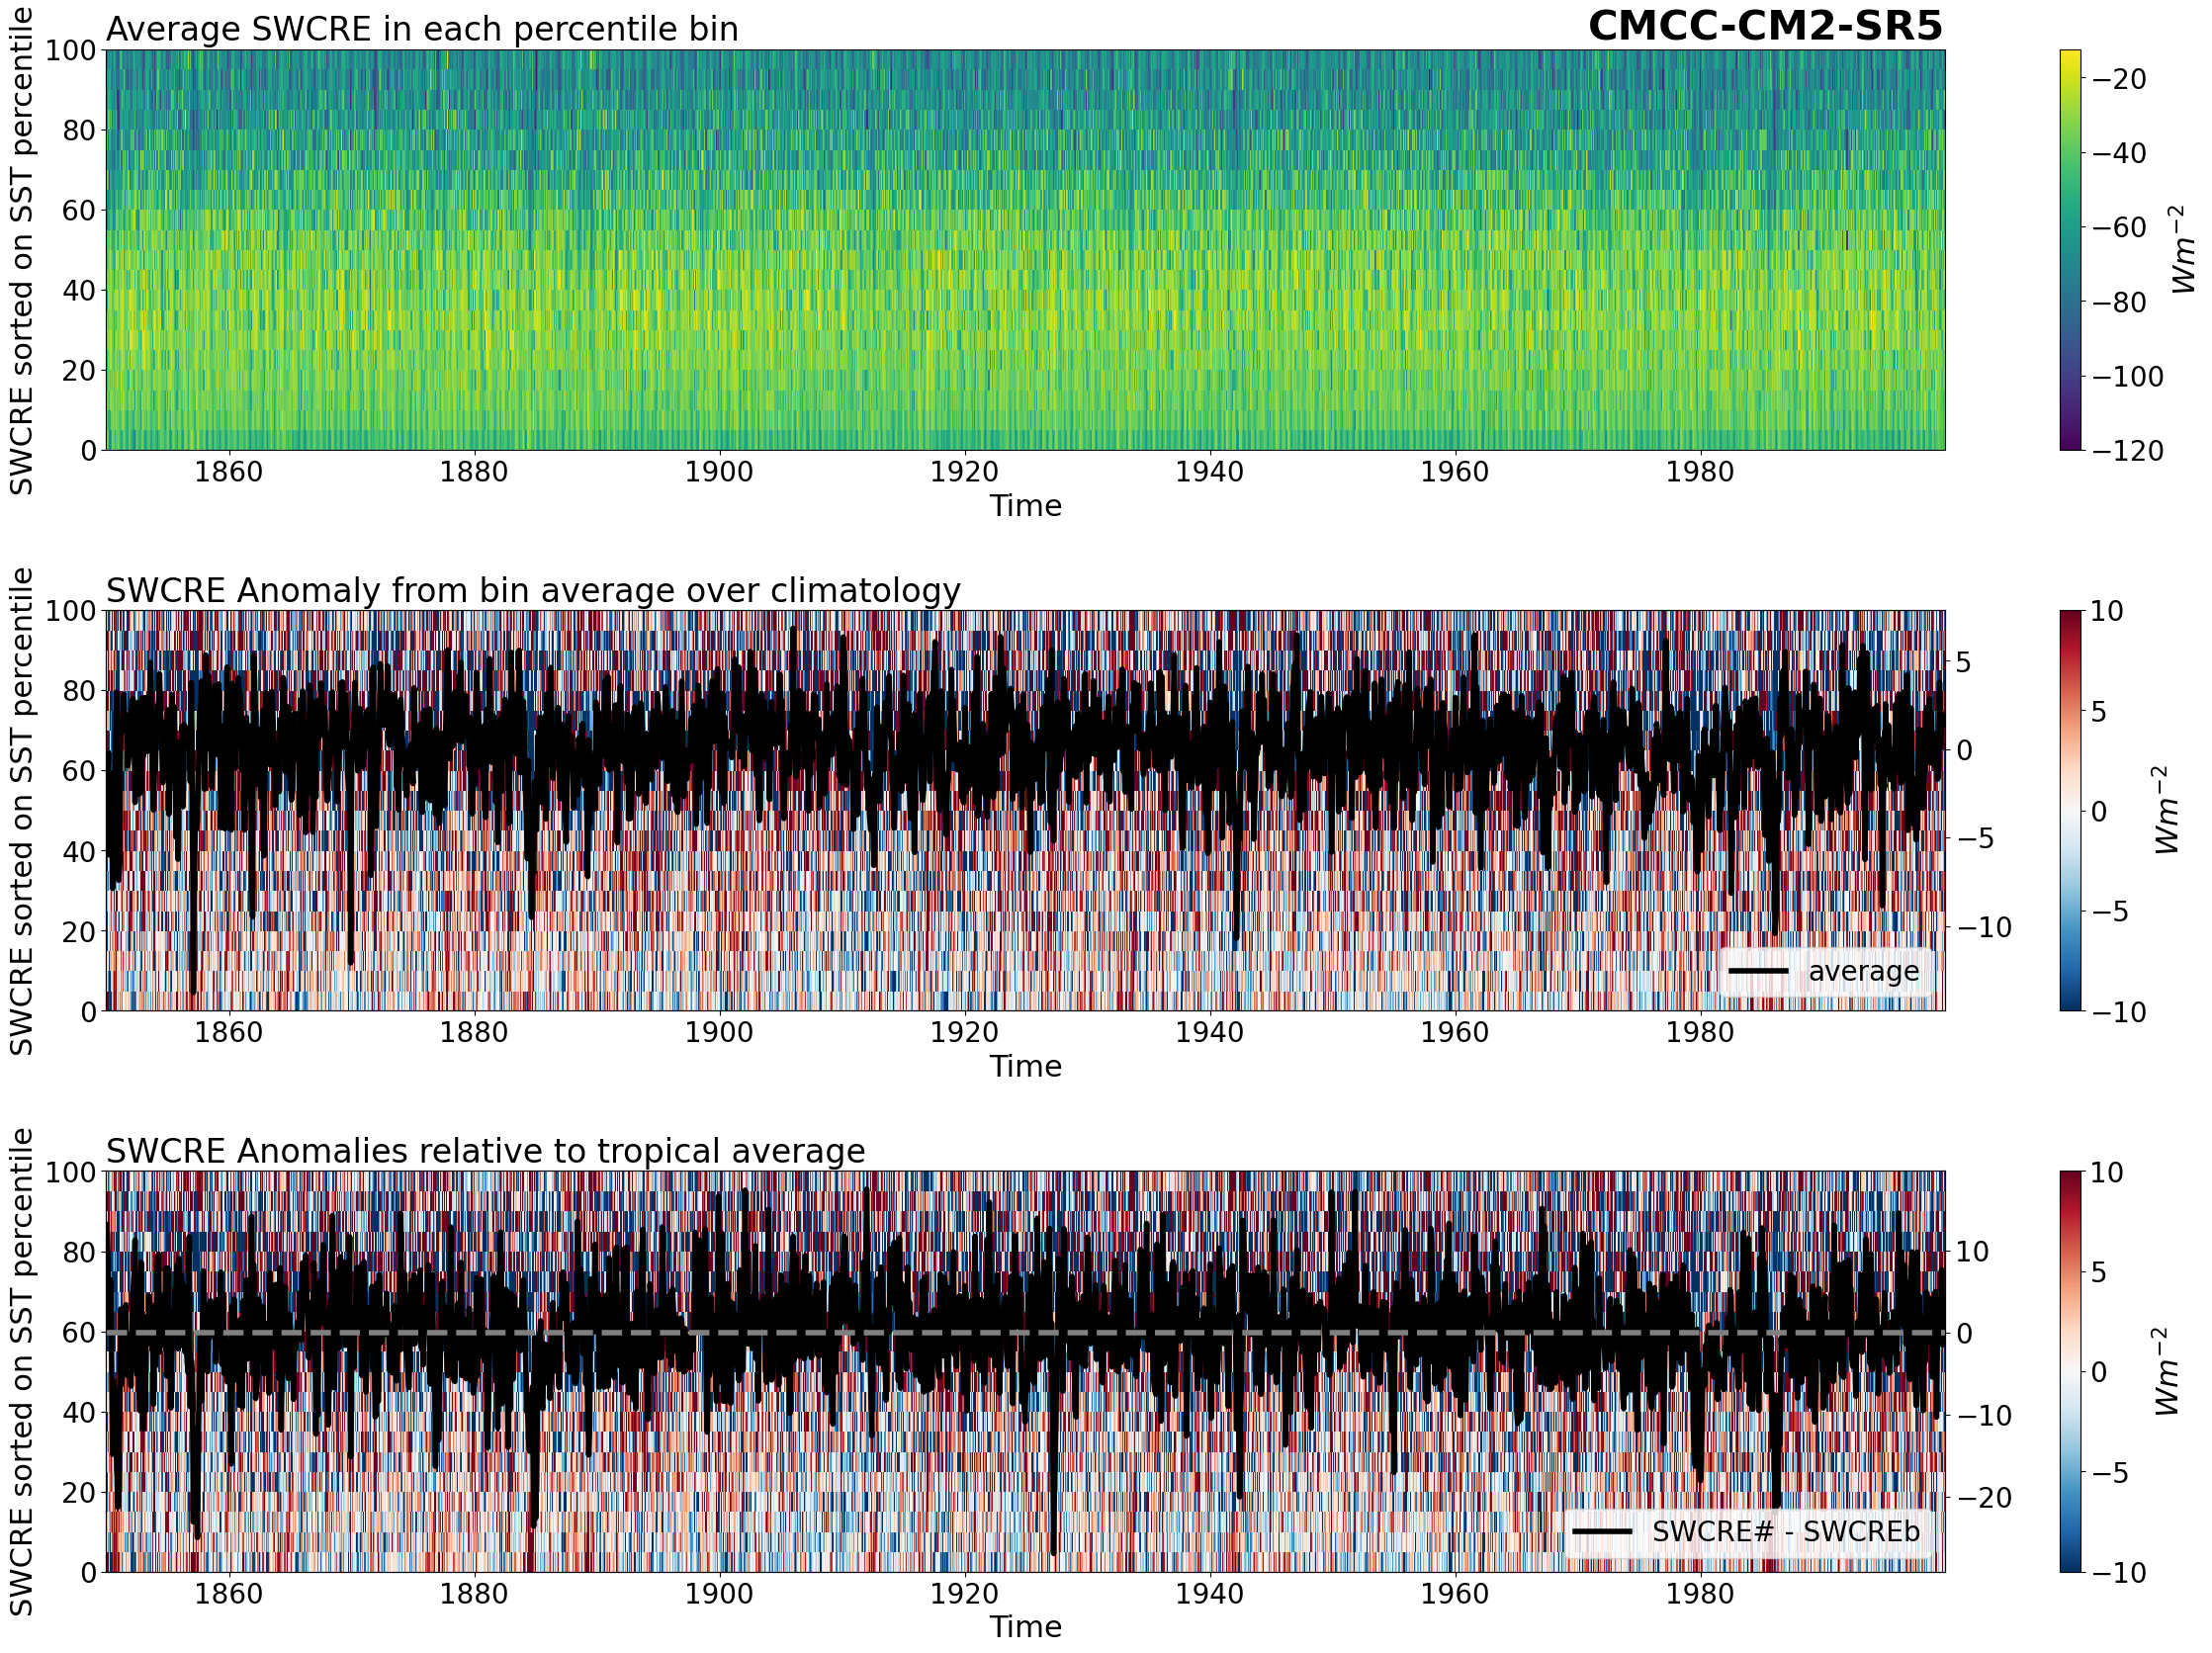 Average SWCRE in each percentile bin
CMCC-CM2-SR5
SWCRE sorted on SST percentile
100
80
60
40
20
0
1860 1880 1900 1920 1940 1960 1980
Time
−20
−40
−60
−80
−100
−120
Wm⁻²
SWCRE Anomaly from bin average over climatology
SWCRE sorted on SST percentile
100
80
60
40
20
0
5
0
−5
−10
average
1860 1880 1900 1920 1940 1960 1980
Time
10
5
0
−5
−10
Wm⁻²
SWCRE Anomalies relative to tropical average
SWCRE sorted on SST percentile
100
80
60
40
20
0
10
0
−10
−20
SWCRE# - SWCREb
1860 1880 1900 1920 1940 1960 1980
Time
10
5
0
−5
−10
Wm⁻²